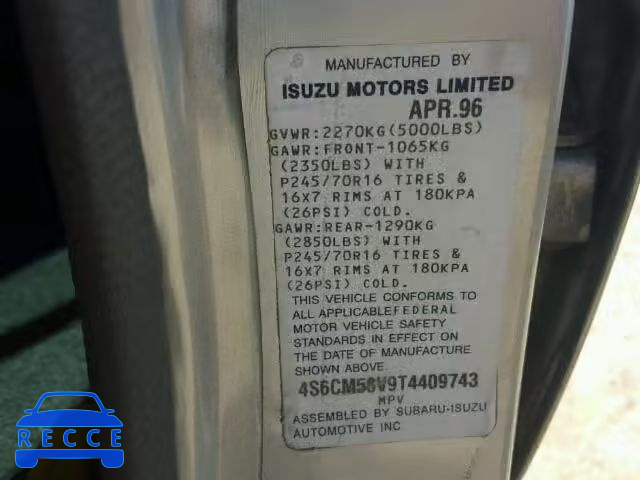 MANUFACTURED BY
ISUZU MOTORS LIMITED
APR.96
GVWR:2270KG(5000LBS)
GAWR:FRONT-1065KG
(2350LBS) WITH
P245/70R16 TIRES &
16X7 RIMS AT 180KPA
(26PSI) COLD.
GAWR:REAR-1290KG
(2850LBS) WITH
P245/70R16 TIRES &
16X7 RIMS AT 180KPA
(26PSI) COLD.
THIS VEHICLE CONFORMS TO
ALL APPLICABLEFEDERAL
MOTOR VEHICLE SAFETY
STANDARDS IN EFFECT ON
THE DATE OF MANUFACTURE
SHOWN ABOVE.
4S6CM58V9T4409743
MPV
ASSEMBLED BY SUBARU-ISUZU
AUTOMOTIVE INC
RECCE